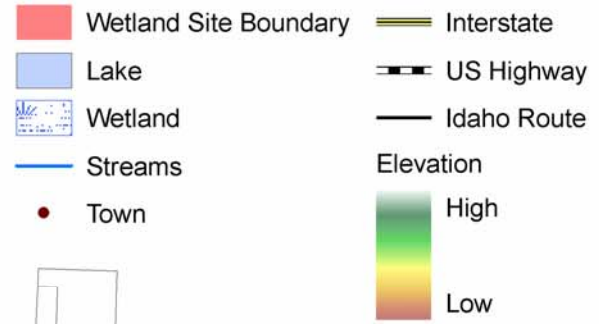 Wetland Site Boundary
Lake
Wetland
Streams
Town
Interstate
US Highway
Idaho Route
Elevation
High
Low